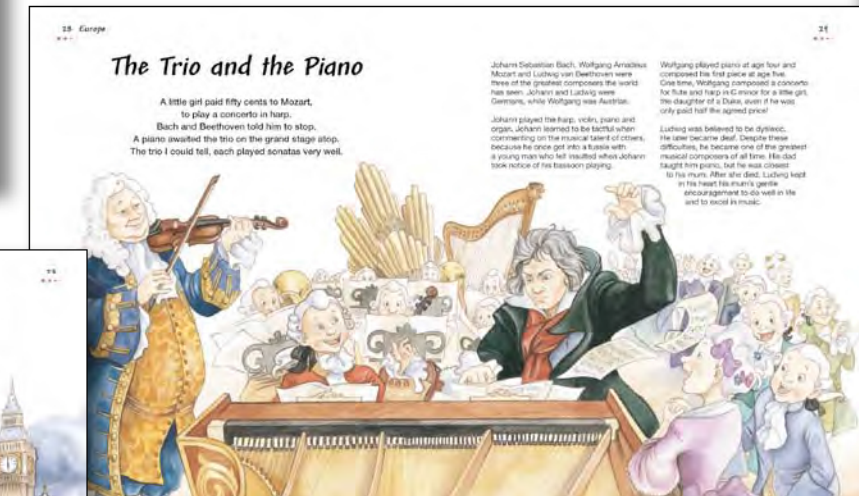 28 Europe
29
The Trio and the Piano
A little girl paid fifty cents to Mozart,
to play a concerto in harp.
Bach and Beethoven told him to stop.
A piano awaited the trio on the grand stage atop.
The trio I could tell, each played sonatas very well.
Johann Sebastian Bach, Wolfgang Amadeus
Mozart and Ludwig van Beethoven were
three of the greatest composers the world
has seen. Johann and Ludwig were
Germans, while Wolfgang was Austrian.
Johann played the harp, violin, piano and
organ. Johann learned to be tactful when
commenting on the musical talent of others,
because he once got into a tussle with
a young man who felt insulted when Johann
took notice of his bassoon playing.
Wolfgang played piano at age four and
composed his first piece at age five.
One time, Wolfgang composed a concerto
for flute and harp in C minor for a little girl,
the daughter of a Duke, even if he was
only paid half the agreed price!
Ludwig was believed to be dyslexic.
He later became deaf. Despite these
difficulties, he became one of the greatest
musical composers of all time. His dad
taught him piano, but he was closest
to his mum. After she died, Ludwig kept
in his heart his mum's gentle
encouragement to do well in life
and to excel in music.